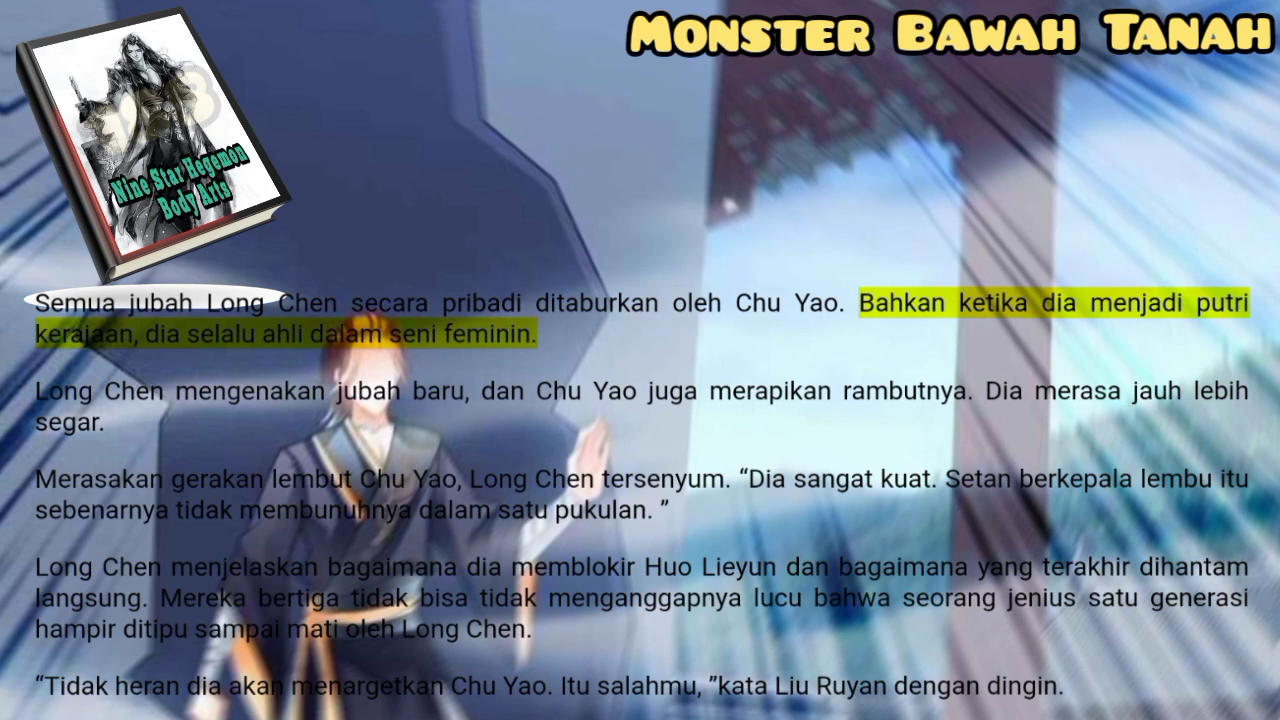 Monster Bawah Tanah
Nine Star Hegemon
Body Arts
Semua jubah Long Chen secara pribadi ditaburkan oleh Chu Yao. Bahkan ketika dia menjadi putri
kerajaan, dia selalu ahli dalam seni feminin.
Long Chen mengenakan jubah baru, dan Chu Yao juga merapikan rambutnya. Dia merasa jauh lebih
segar.
Merasakan gerakan lembut Chu Yao, Long Chen tersenyum. “Dia sangat kuat. Setan berkepala lembu itu
sebenarnya tidak membunuhnya dalam satu pukulan. ”
Long Chen menjelaskan bagaimana dia memblokir Huo Lieyun dan bagaimana yang terakhir dihantam
langsung. Mereka bertiga tidak bisa tidak menganggapnya lucu bahwa seorang jenius satu generasi
hampir ditipu sampai mati oleh Long Chen.
“Tidak heran dia akan menargetkan Chu Yao. Itu salahmu, ”kata Liu Ruyan dengan dingin.